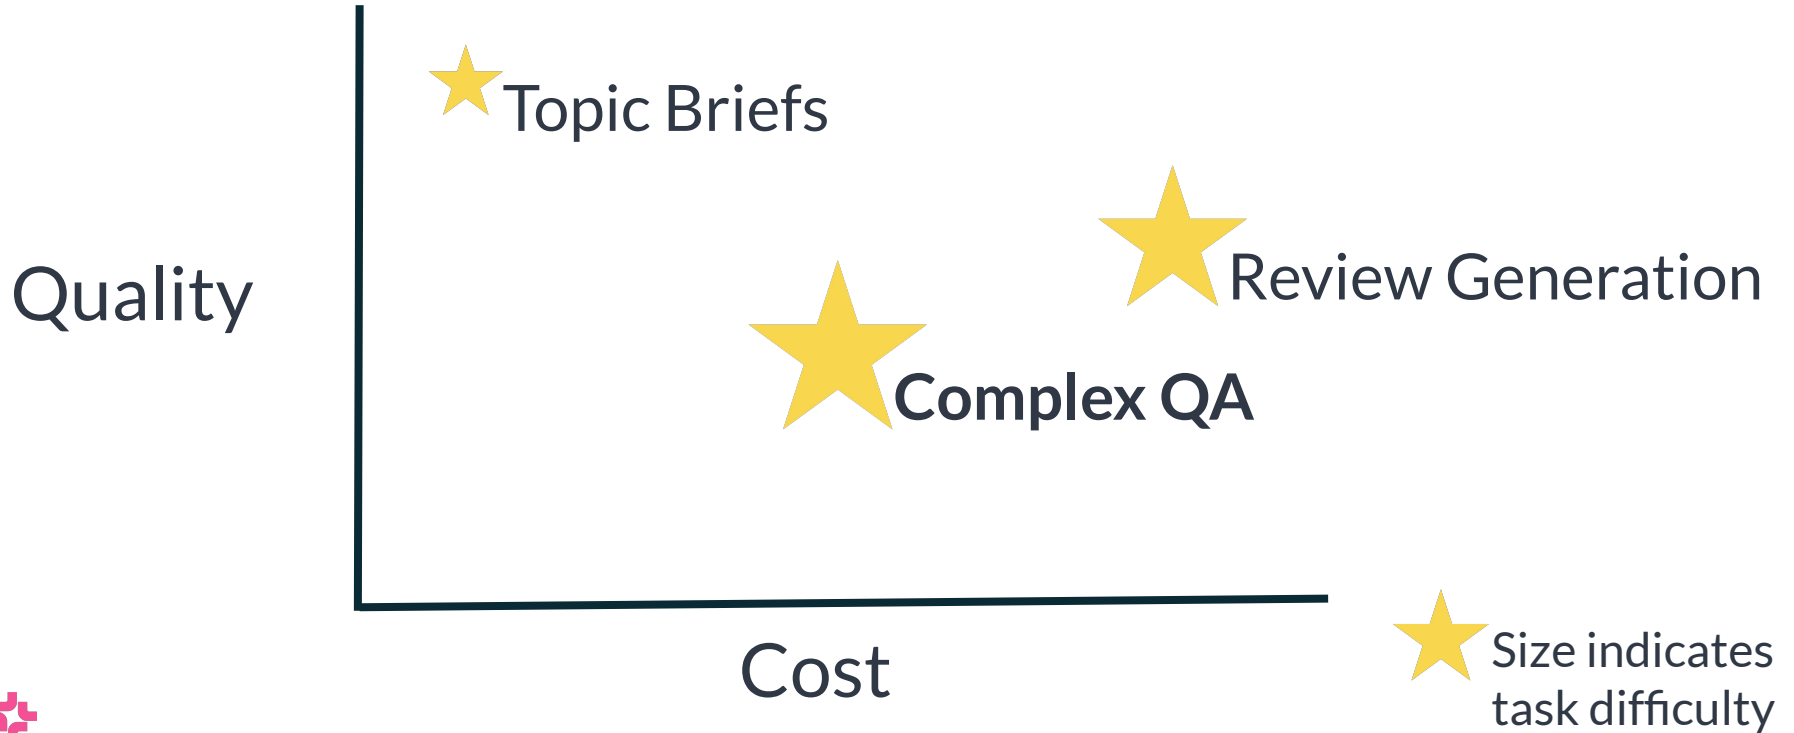 Topic Briefs
Review Generation
Quality
Complex QA
Cost
Size indicates
task difficulty